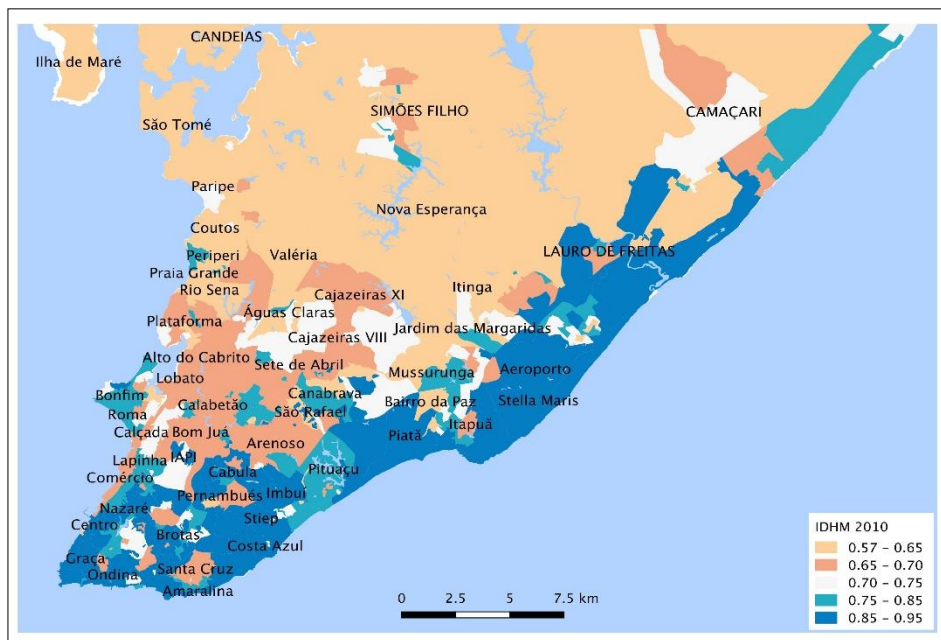 CANDEIAS
Ilha de Maré
SIMÕES FILHO
CAMAÇARI
São Tomé
Paripe
Nova Esperança
Coutos
Periperi
Valéria
LAURO DE FREITAS
Praia Grande
Rio Sena
Cajazeiras XI
Itinga
Águas Claras
Plataforma
Jardim das Margaridas
Cajazeiras VIII
Alto do Cabrito
Sete de Abril
Lobato
Mussurunga
Aeroporto
Bonfim
Canabrava
Calabetão
São Rafael
Bairro da Paz
Stella Maris
Roma
Itapuã
Calçada
Bom Juá
Piatã
Arenoso
IAPI
Lapinha
Cabula
Pituaçu
Comércio
Pernambués
Imbuí
Nazaré
Stiep
Centro
Brotas
Costa Azul
Graça
Santa Cruz
Ondina
Amaralina
0 2.5 5 7.5 km
IDHM 2010
0.57 - 0.65
0.65 - 0.70
0.70 - 0.75
0.75 - 0.85
0.85 - 0.95